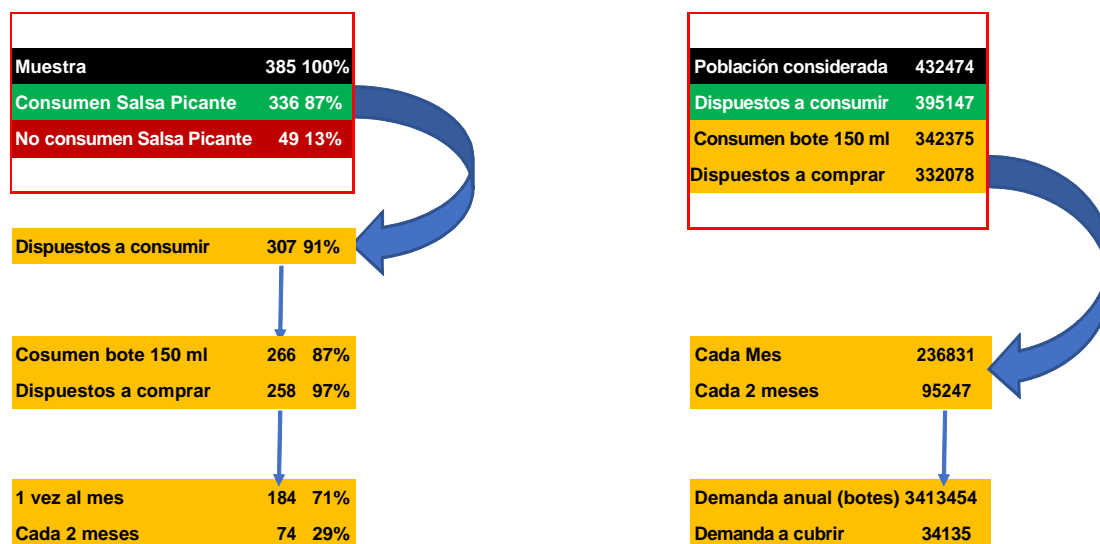 Muestra 385 100%
Consumen Salsa Picante 336 87%
No consumen Salsa Picante 49 13%
Dispuestos a consumir 307 91%
Cosumen bote 150 ml 266 87%
Dispuestos a comprar 258 97%
1 vez al mes 184 71%
Cada 2 meses 74 29%
Población considerada 432474
Dispuestos a consumir 395147
Consumen bote 150 ml 342375
Dispuestos a comprar 332078
Cada Mes 236831
Cada 2 meses 95247
Demanda anual (botes) 3413454
Demanda a cubrir 34135